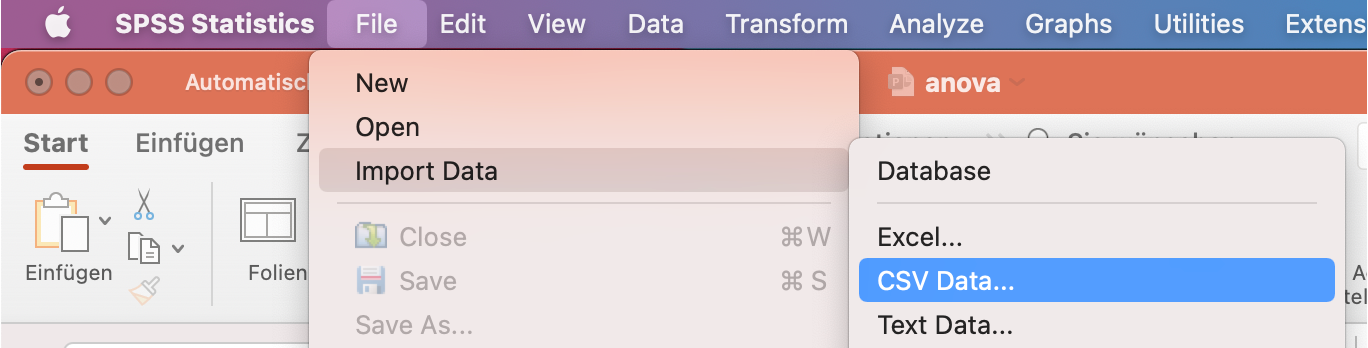 SPSS Statistics File Edit View Data Transform Analyze Graphs Utilities Extens
Automatisch anova
New
Open
Import Data
Close ⌘W
Save ⌘ S
Save As...
Database
Excel...
CSV Data...
Text Data...
Start Einfügen Z
Einfügen Folien